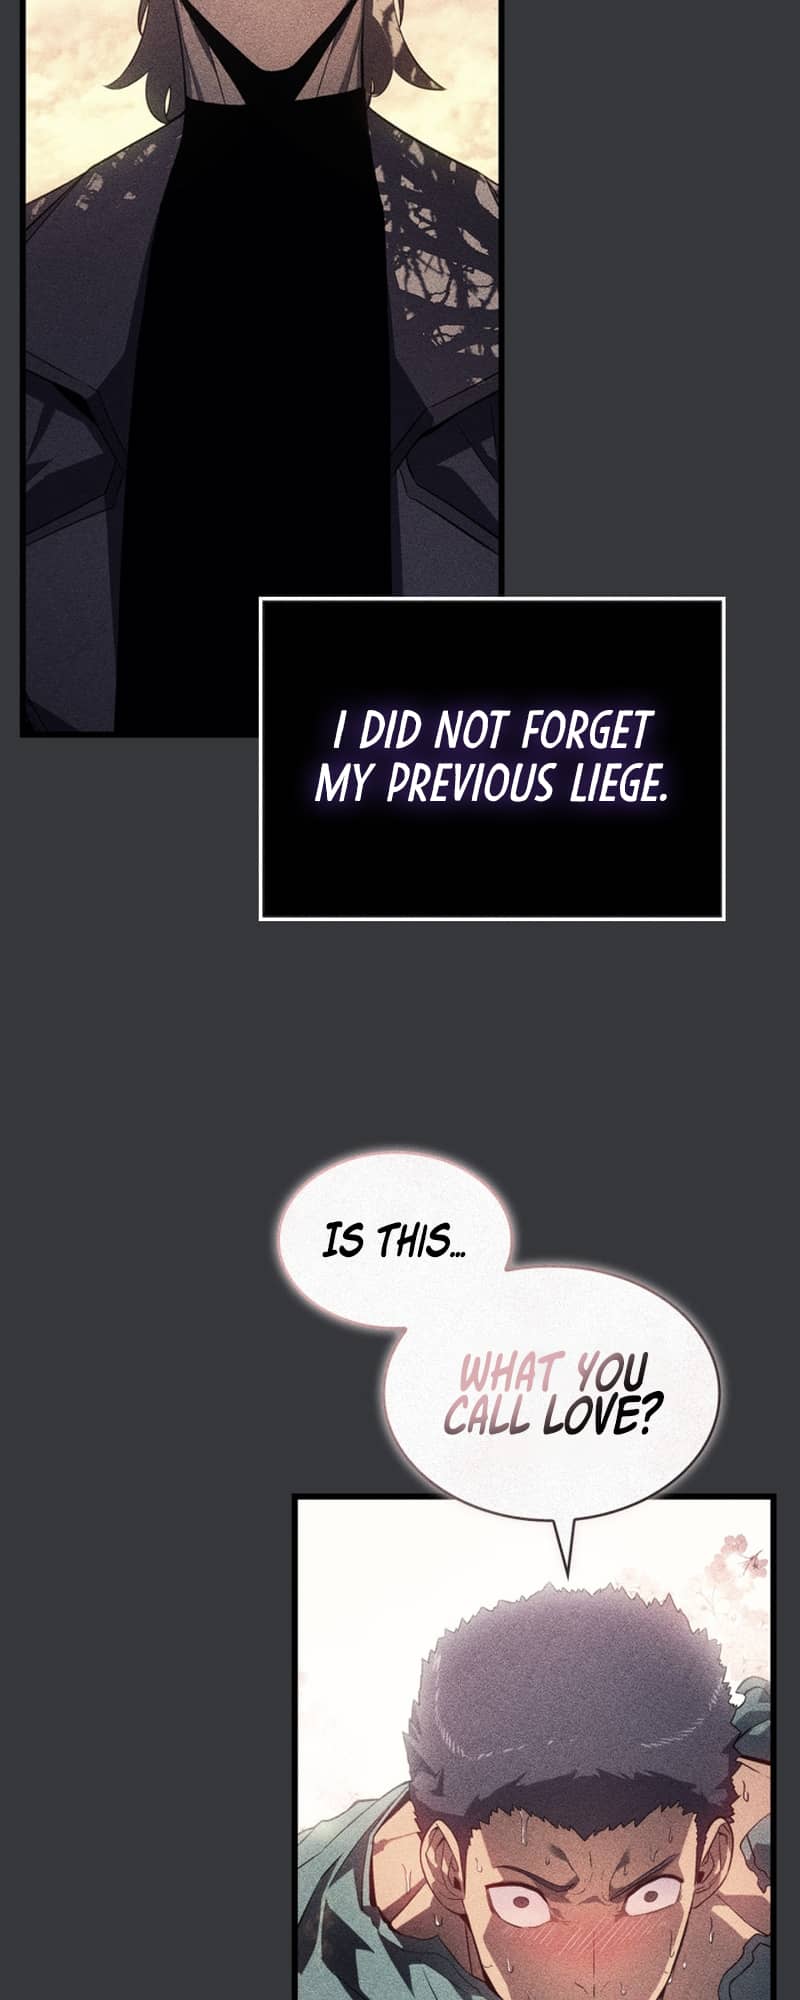 I DID NOT FORGET
MY PREVIOUS LIEGE.
IS THIS...
WHAT YOU
CALL LOVE?